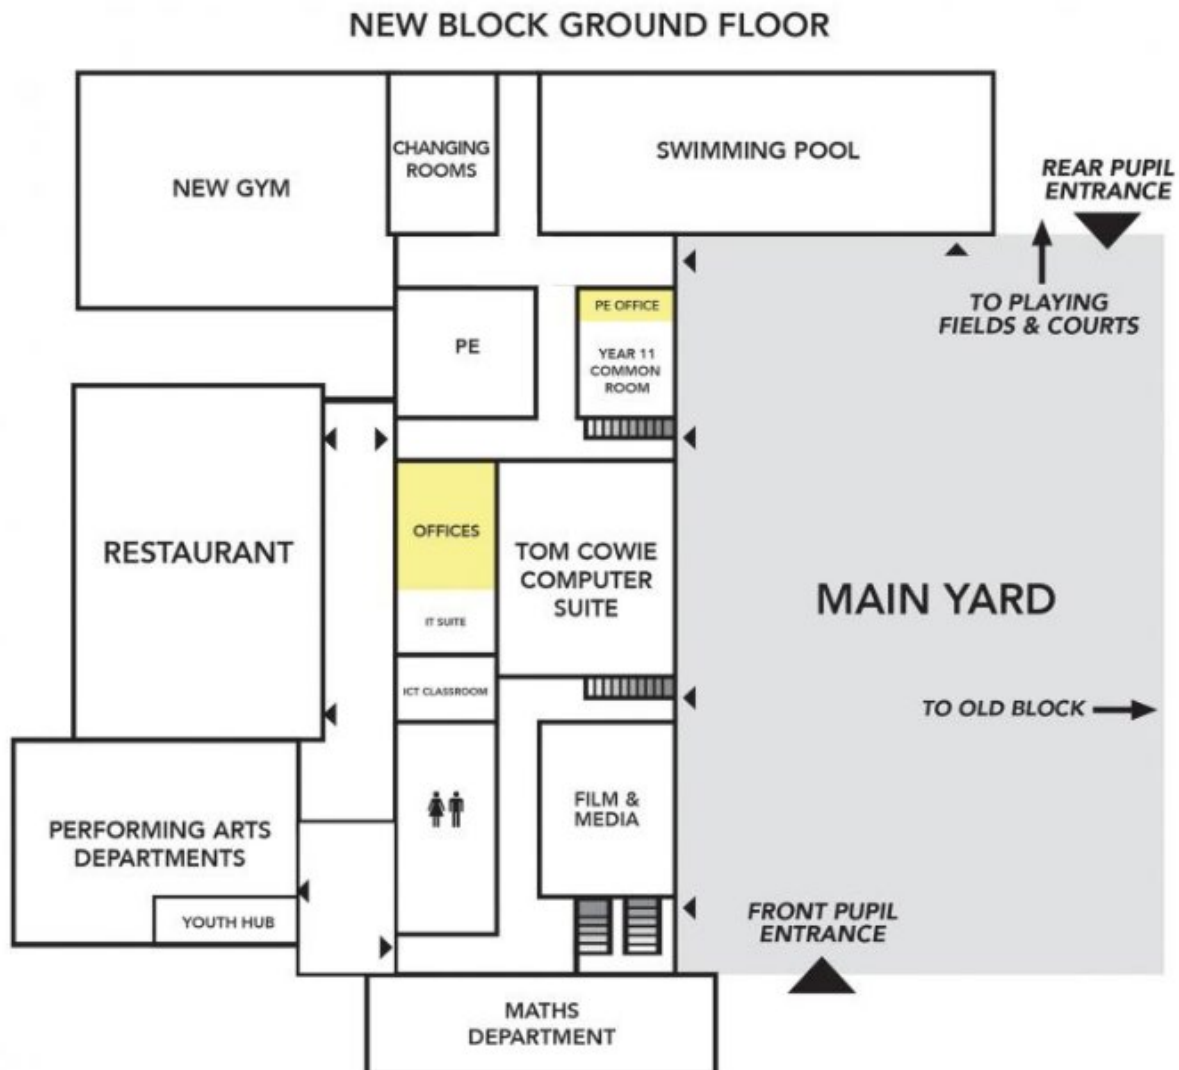 NEW BLOCK GROUND FLOOR
CHANGING
ROOMS
SWIMMING POOL
NEW GYM
REAR PUPIL
ENTRANCE
TO PLAYING
FIELDS & COURTS
PE OFFICE
PE
YEAR 11
COMMON
ROOM
OFFICES
RESTAURANT
TOM COWIE
COMPUTER
SUITE
IT SUITE
MAIN YARD
ICT CLASSROOM
TO OLD BLOCK
FILM &
MEDIA
PERFORMING ARTS
DEPARTMENTS
YOUTH HUB
FRONT PUPIL
ENTRANCE
MATHS
DEPARTMENT